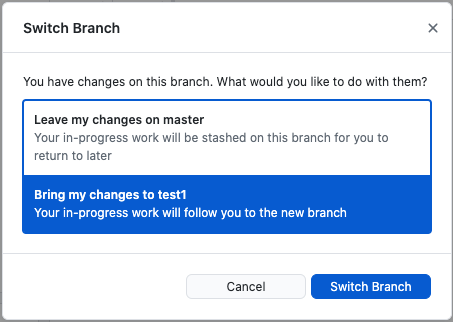 Switch Branch
You have changes on this branch. What would you like to do with them?
Leave my changes on master
Your in-progress work will be stashed on this branch for you to
return to later
Bring my changes to test1
Your in-progress work will follow you to the new branch
Cancel
Switch Branch